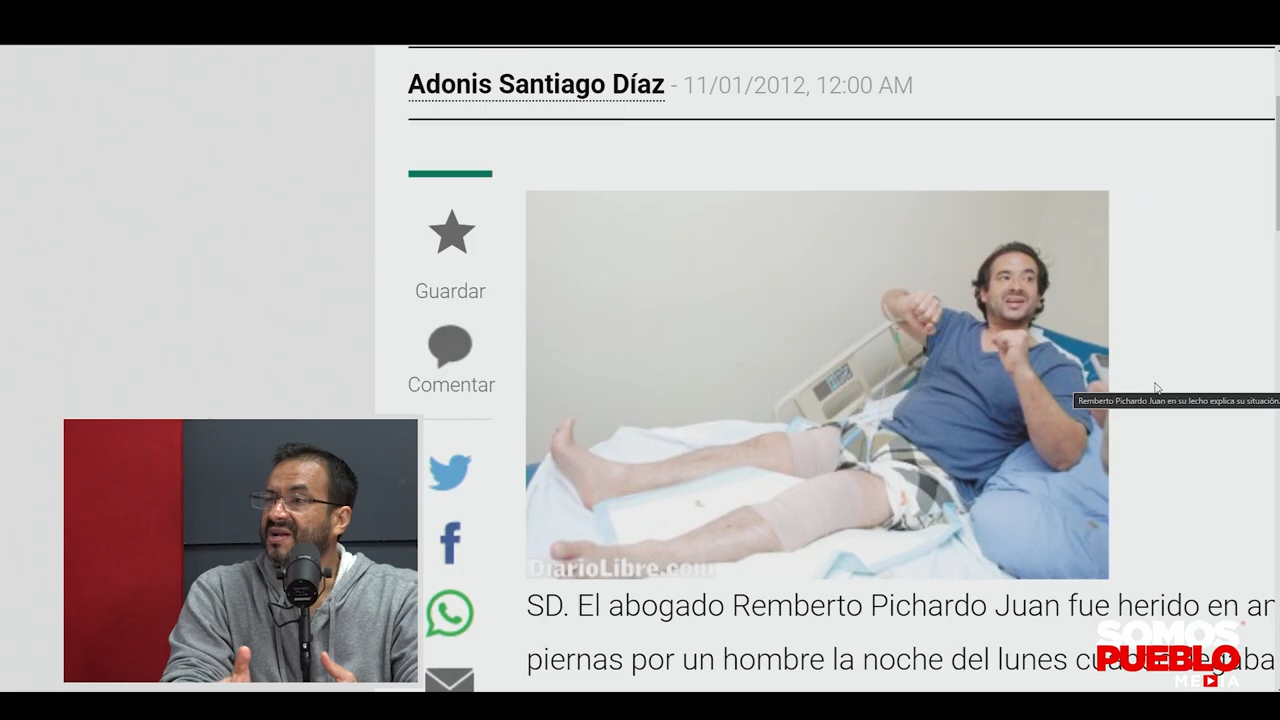 Adonis Santiago Díaz - 11/01/2012, 12:00 AM
Guardar
Comentar
Remberto Pichardo Juan en su lecho explica su situación.
DiarioLibre.com
SD. El abogado Remberto Pichardo Juan fue herido en
piernas por un hombre la noche del lunes
SOMOS
PUEBLO
MEDIA